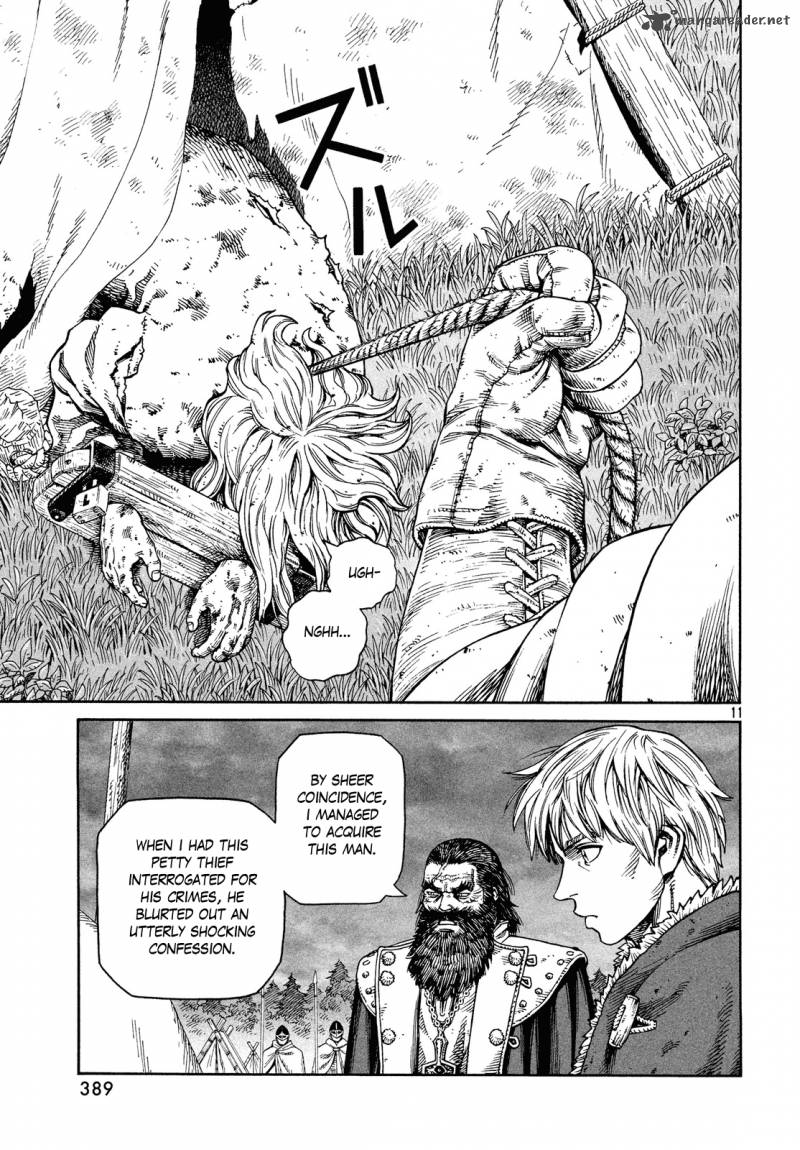 mangareader.net
ズル
UGH-
NGHH...
11
BY SHEER
COINCIDENCE,
I MANAGED
TO ACQUIRE
THIS MAN.
WHEN I HAD THIS
PETTY THIEF
INTERROGATED FOR
HIS CRIMES, HE
BLURTED OUT AN
UTTERLY SHOCKING
CONFESSION.
389